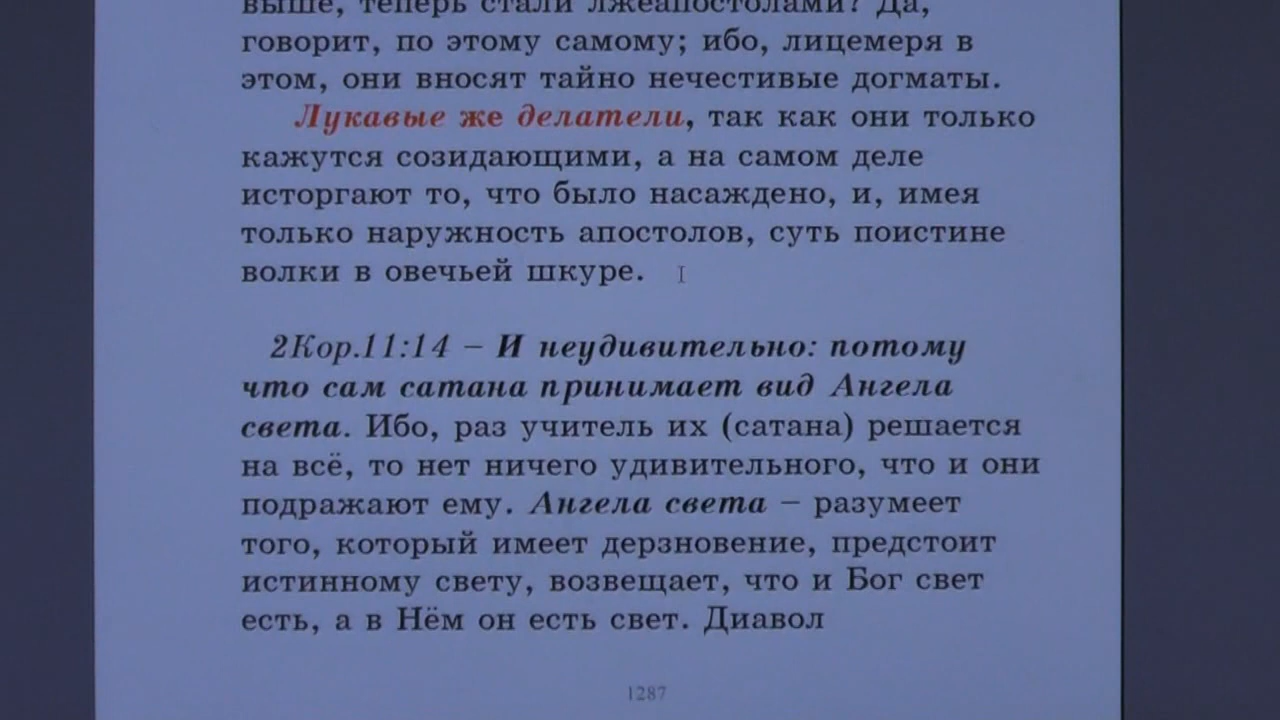 выше, теперь стали лжеапостолами? Да,
говорит, по этому самому; ибо, лицемеря в
этом, они вносят тайно нечестивые догматы.
Лукавые же делатели, так как они только
кажутся созидающими, а на самом деле
исторгают то, что было насаждено, и, имея
только наружность апостолов, суть поистине
волки в овечьей шкуре.
2Кор.11:14 – И неудивительно: потому
что сам сатана принимает вид Ангела
света. Ибо, раз учитель их (сатана) решается
на всё, то нет ничего удивительного, что и они
подражают ему. Ангела света – разумеет
того, который имеет дерзновение, предстоит
истинному свету, возвещает, что и Бог свет
есть, а в Нём он есть свет. Диавол
1287